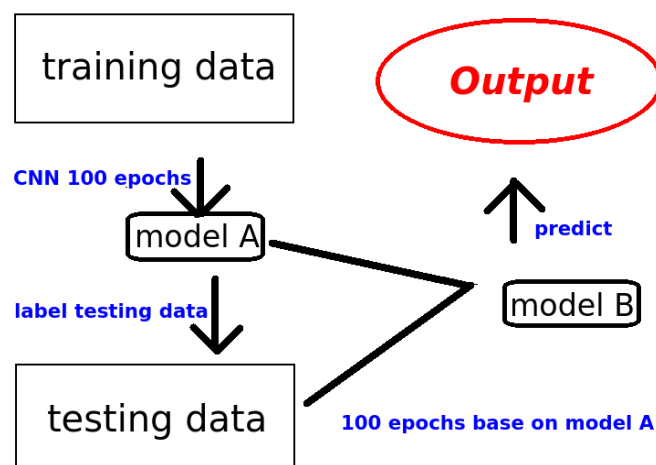 training data
Output
CNN 100 epochs
model A
predict
label testing data
model B
testing data
100 epochs base on model A